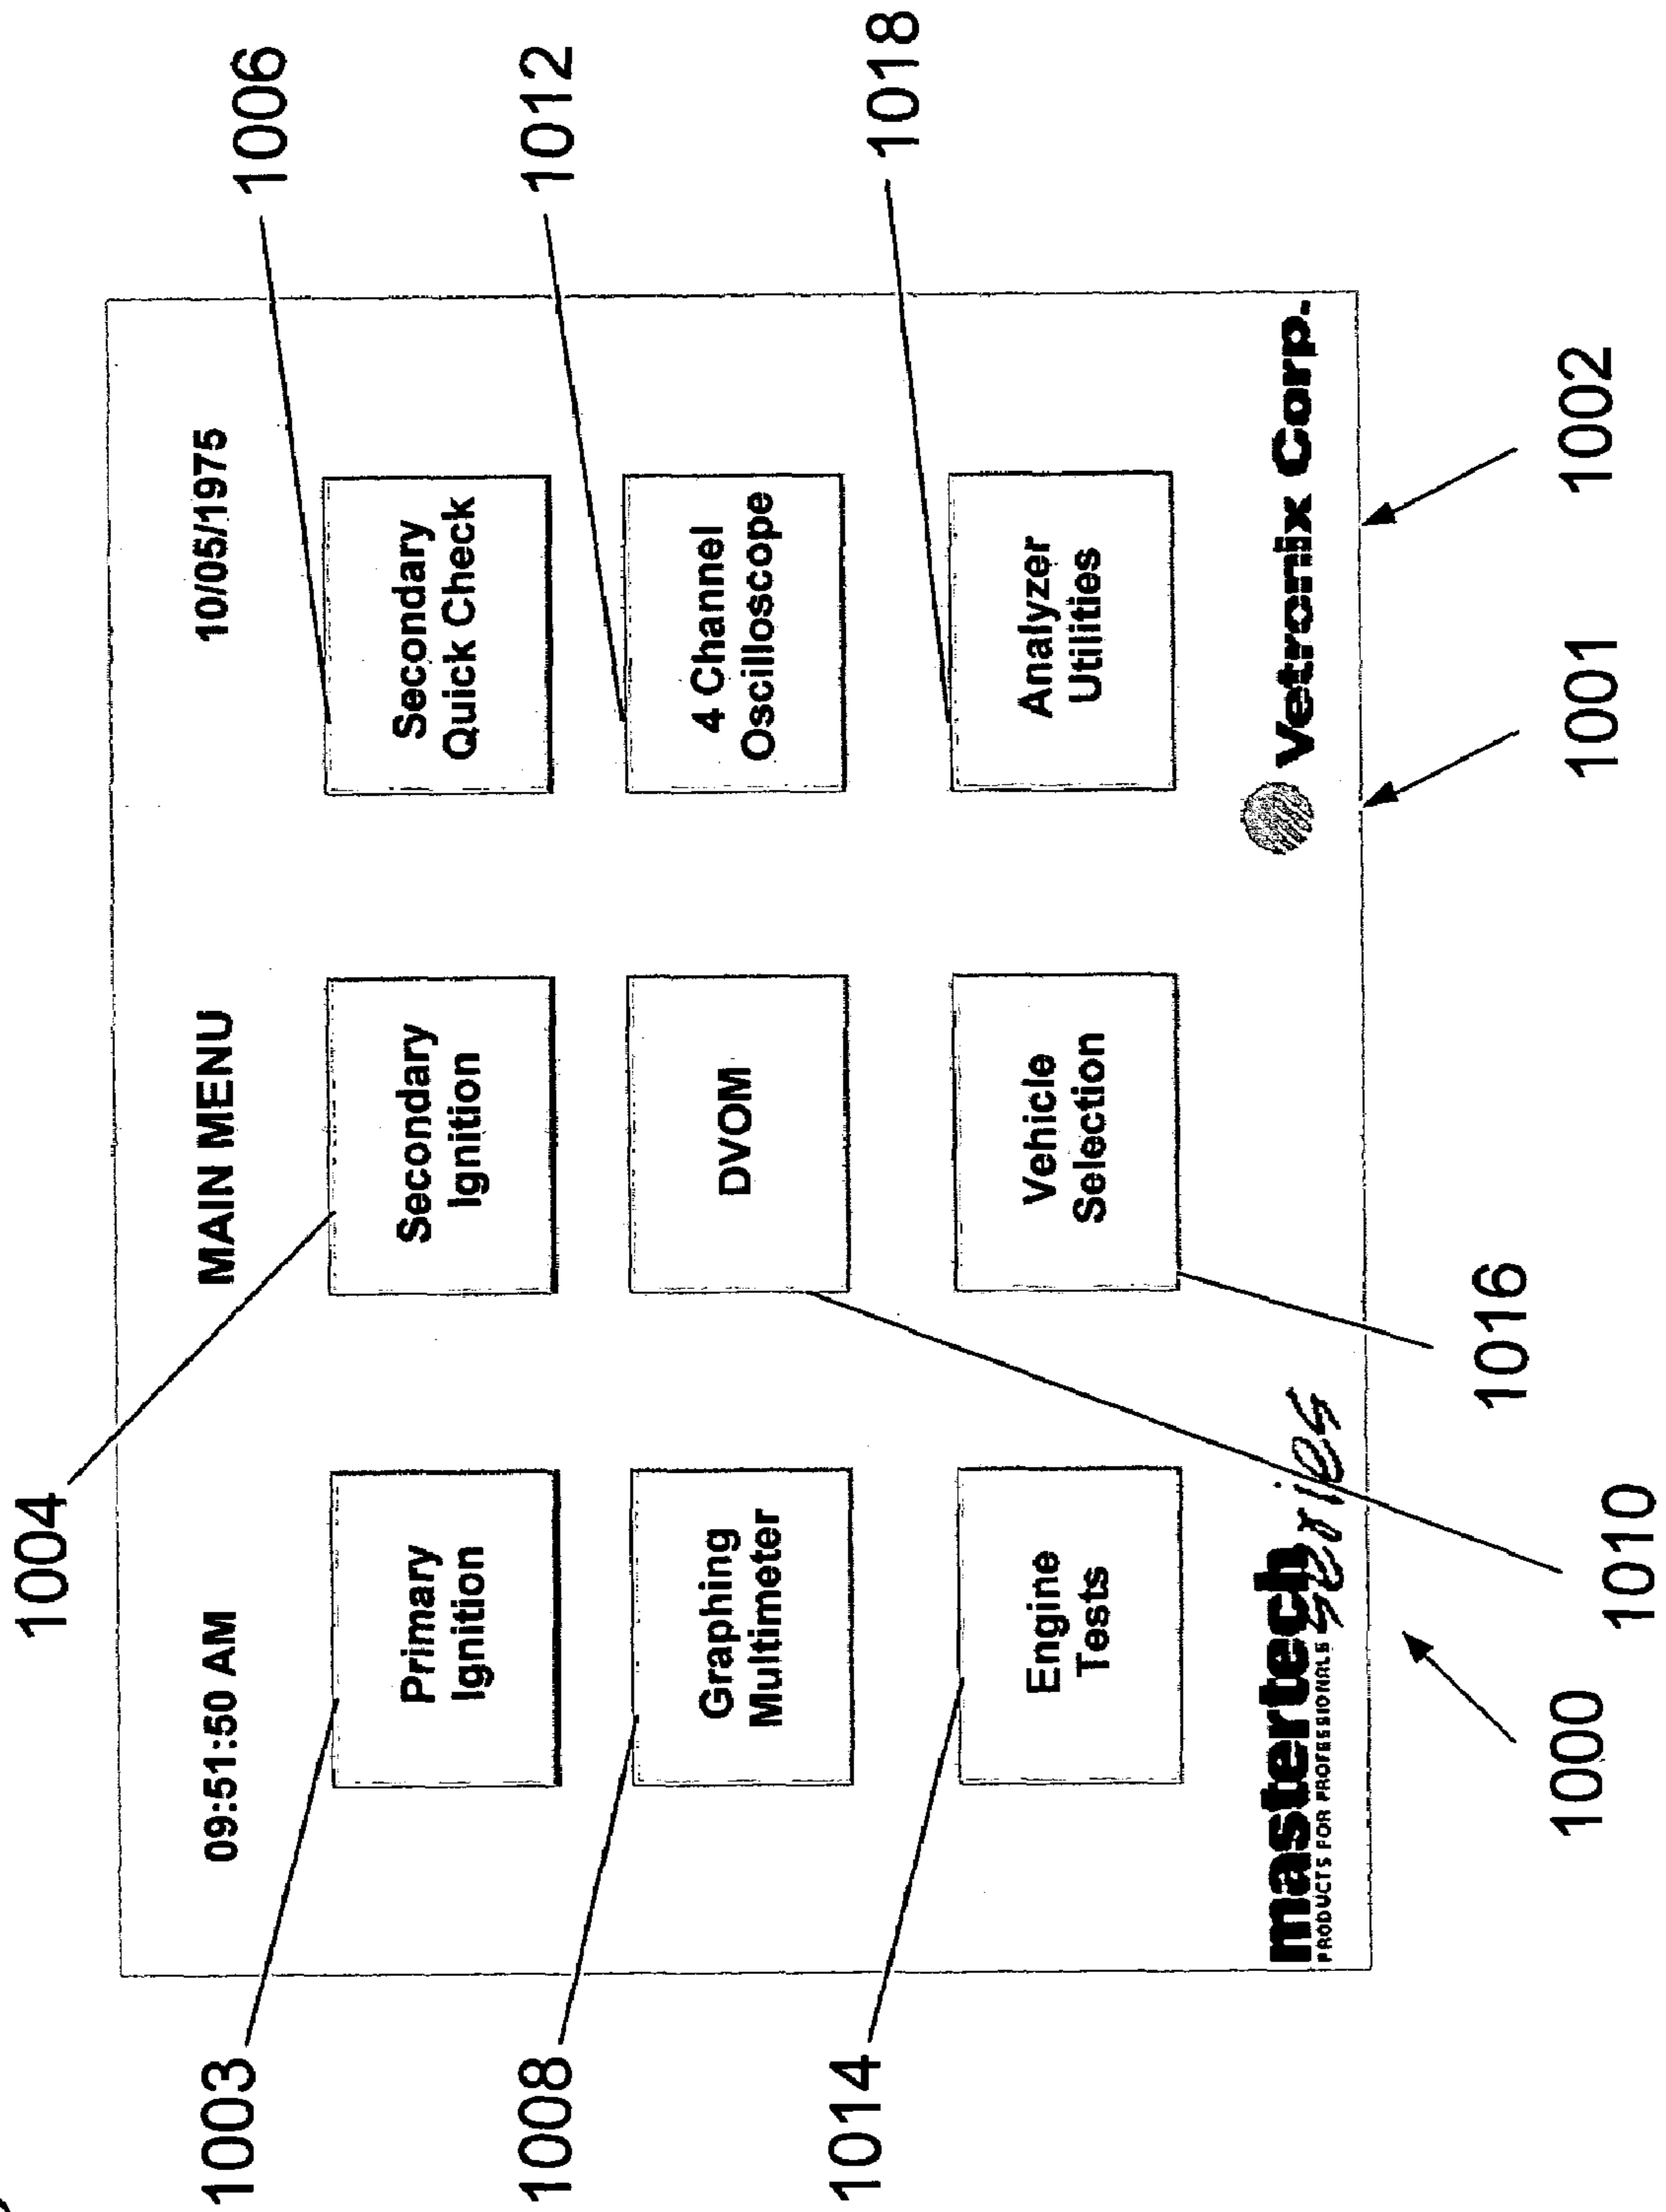 1004
1006
1012
1018
09:51:50 AM
MAIN MENU
10/05/1975
1003
Primary
Ignition
Secondary
Ignition
Secondary
Quick Check
1008
Graphing
Multimeter
DVOM
4 Channel
Oscilloscope
1014
Engine
Tests
Vehicle
Selection
Analyzer
Utilities
mastertech series
PRODUCTS FOR PROFESSIONALS
Vetronix Corp.
1000
1010
1016
1001
1002